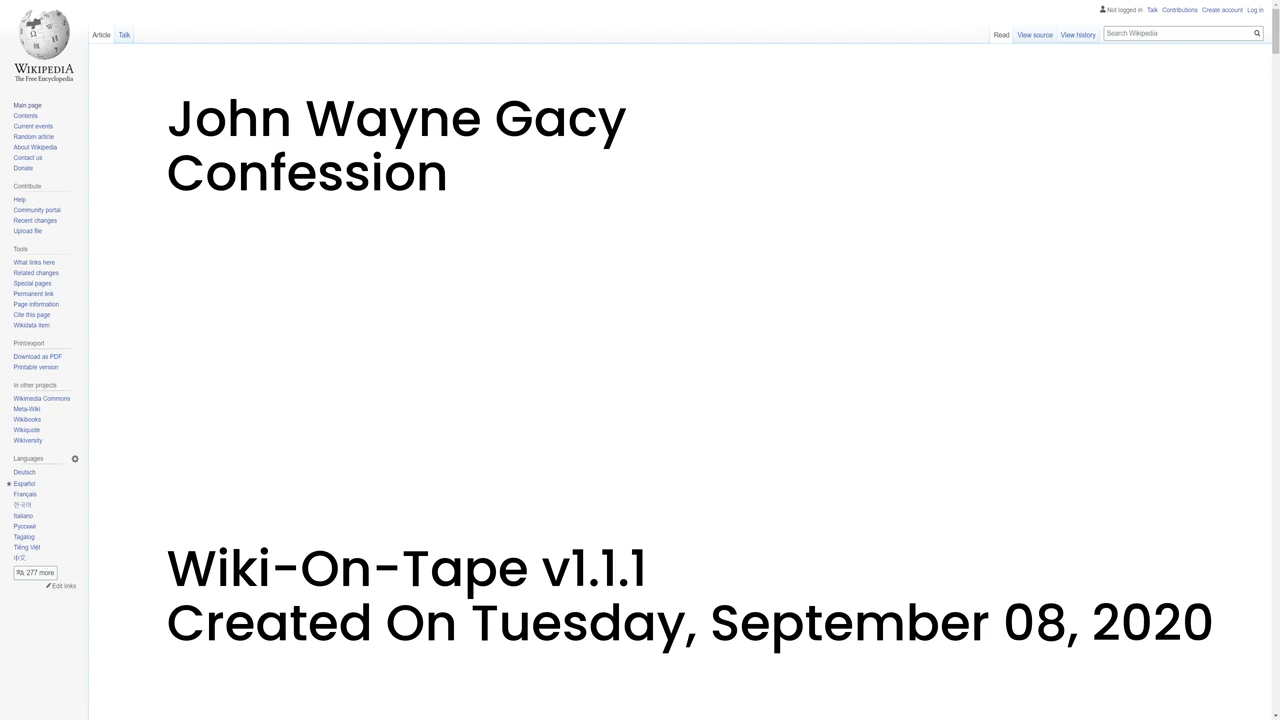 Not logged in Talk Contributions Create account Log in
Article Talk Read View source View history Search Wikipedia
WIKIPEDIA
The Free Encyclopedia
Main page
Contents
Current events
Random article
About Wikipedia
Contact us
Donate
Contribute
Help
Community portal
Recent changes
Upload file
Tools
What links here
Related changes
Special pages
Permanent link
Page information
Cite this page
Wikidata item
Print/export
Download as PDF
Printable version
In other projects
Wikimedia Commons
Meta-Wiki
Wikibooks
Wikiquote
Wikiversity
Languages
Deutsch
Español
Français
한국어
Italiano
Русский
Tagalog
Tiếng Việt
中文
277 more
Edit links
John Wayne Gacy
Confession
Wiki-On-Tape v1.1.1
Created On Tuesday, September 08, 2020